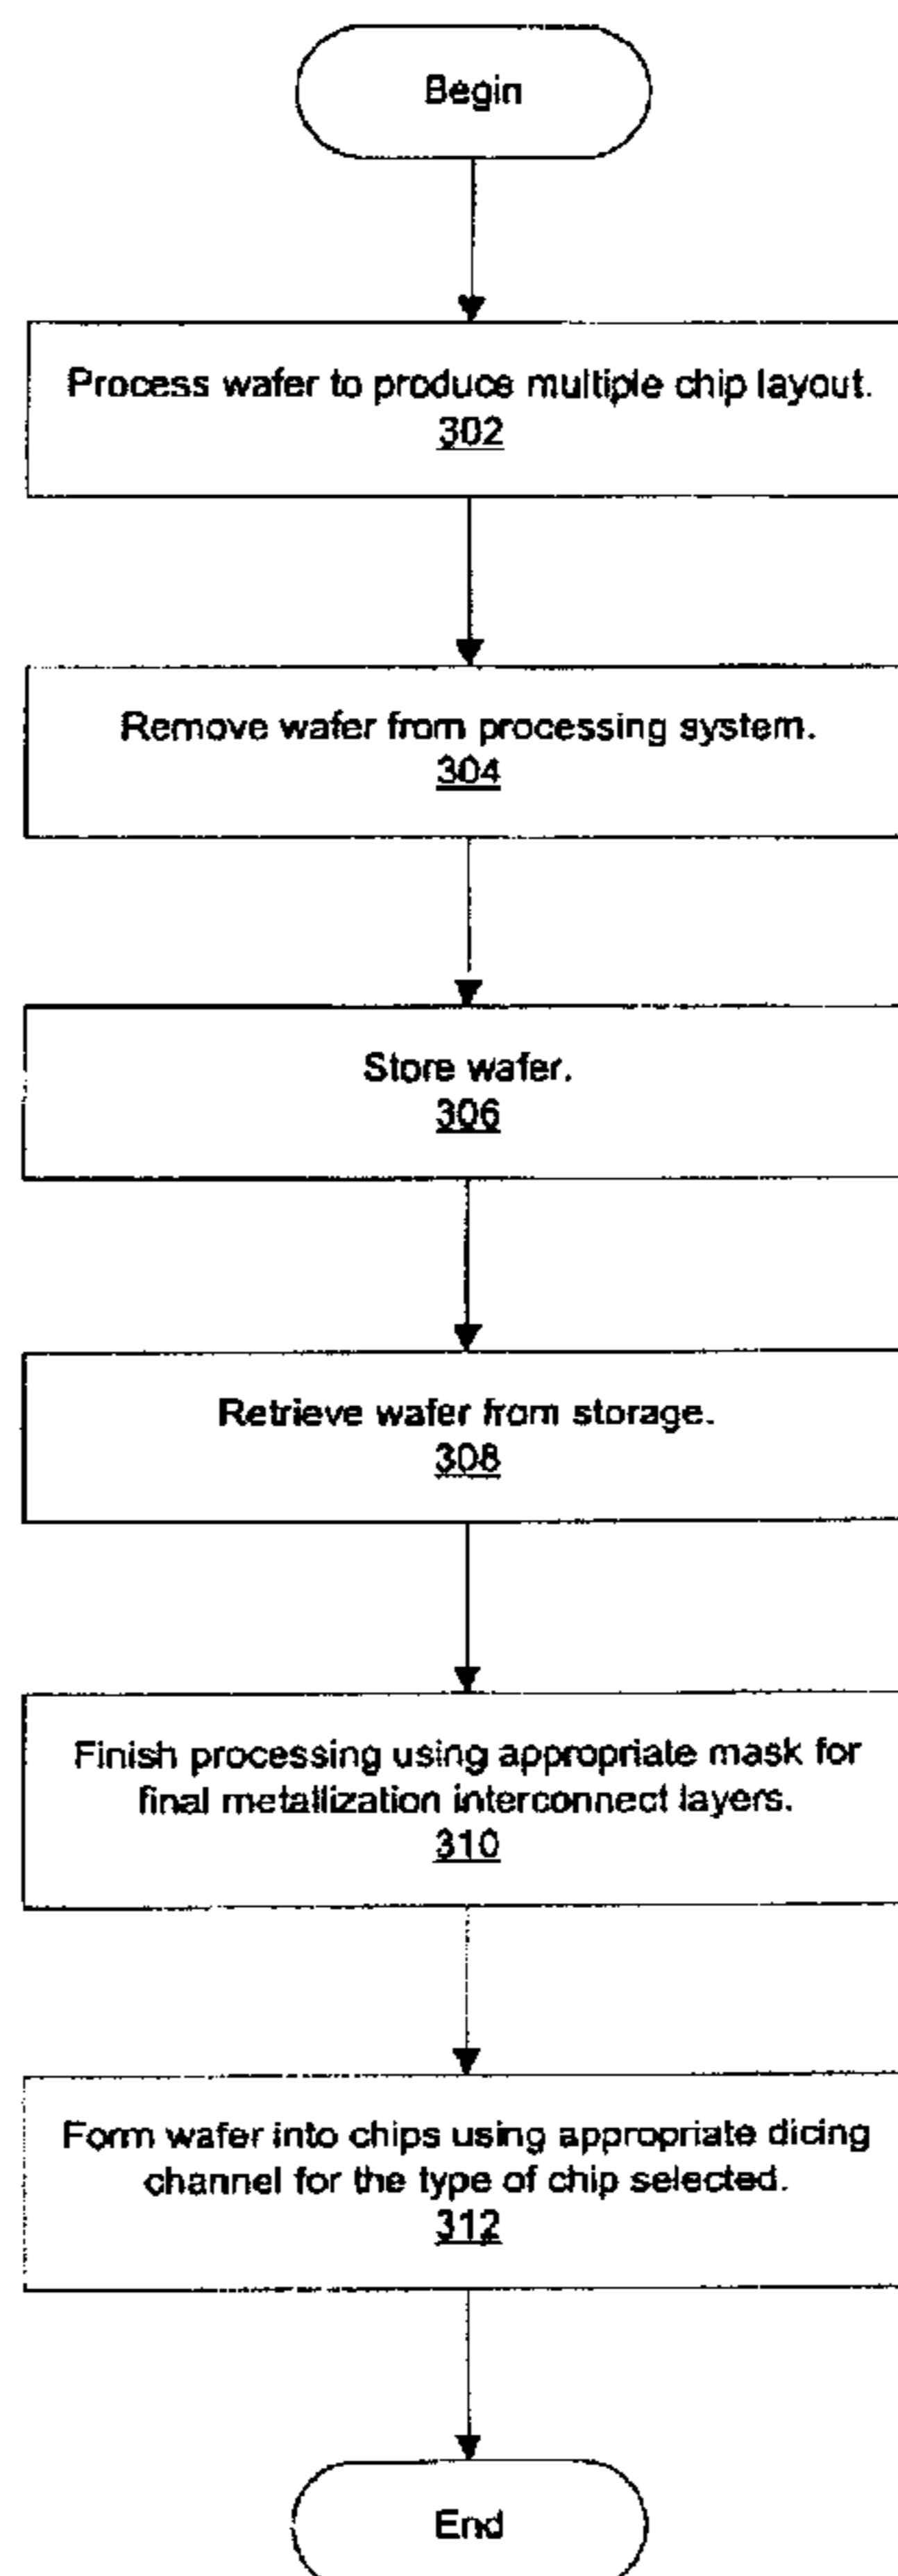 Begin
Process wafer to produce multiple chip layout.
302
Remove wafer from processing system.
304
Store wafer.
306
Retrieve wafer from storage.
308
Finish processing using appropriate mask for
final metallization interconnect layers.
310
Form wafer into chips using appropriate dicing
channel for the type of chip selected.
312
End